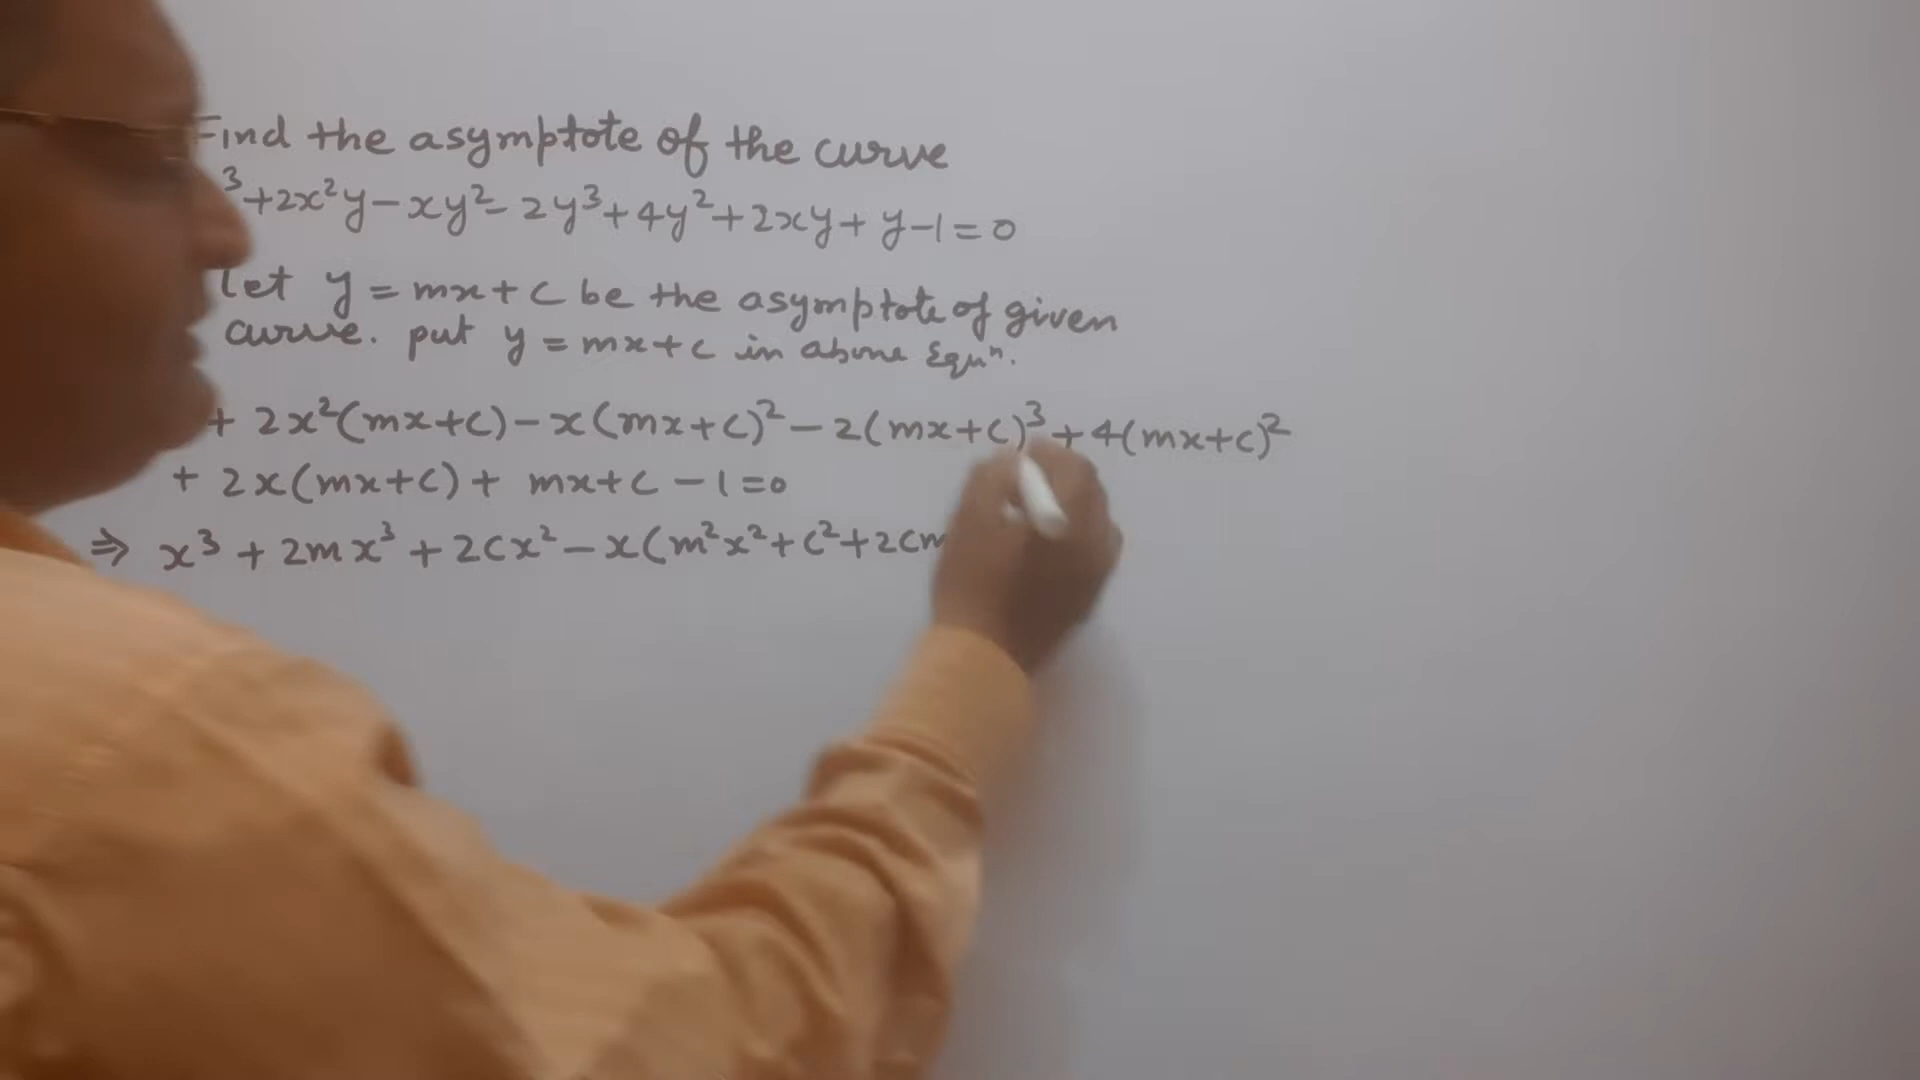 Find the asymptote of the curve
³+2x²y-xy²-2y³+4y²+2xy+y-1=0
Let y=mx+c be the asymptote of given
curve. put y=mx+c in above Equⁿ.
+ 2x²(mx+c)-x(mx+c)²-2(mx+c)³+4(mx+c)²
+ 2x(mx+c)+ mx+c-1=0
⇒ x³+2mx³+2cx²-x(m²x²+c²+2cm